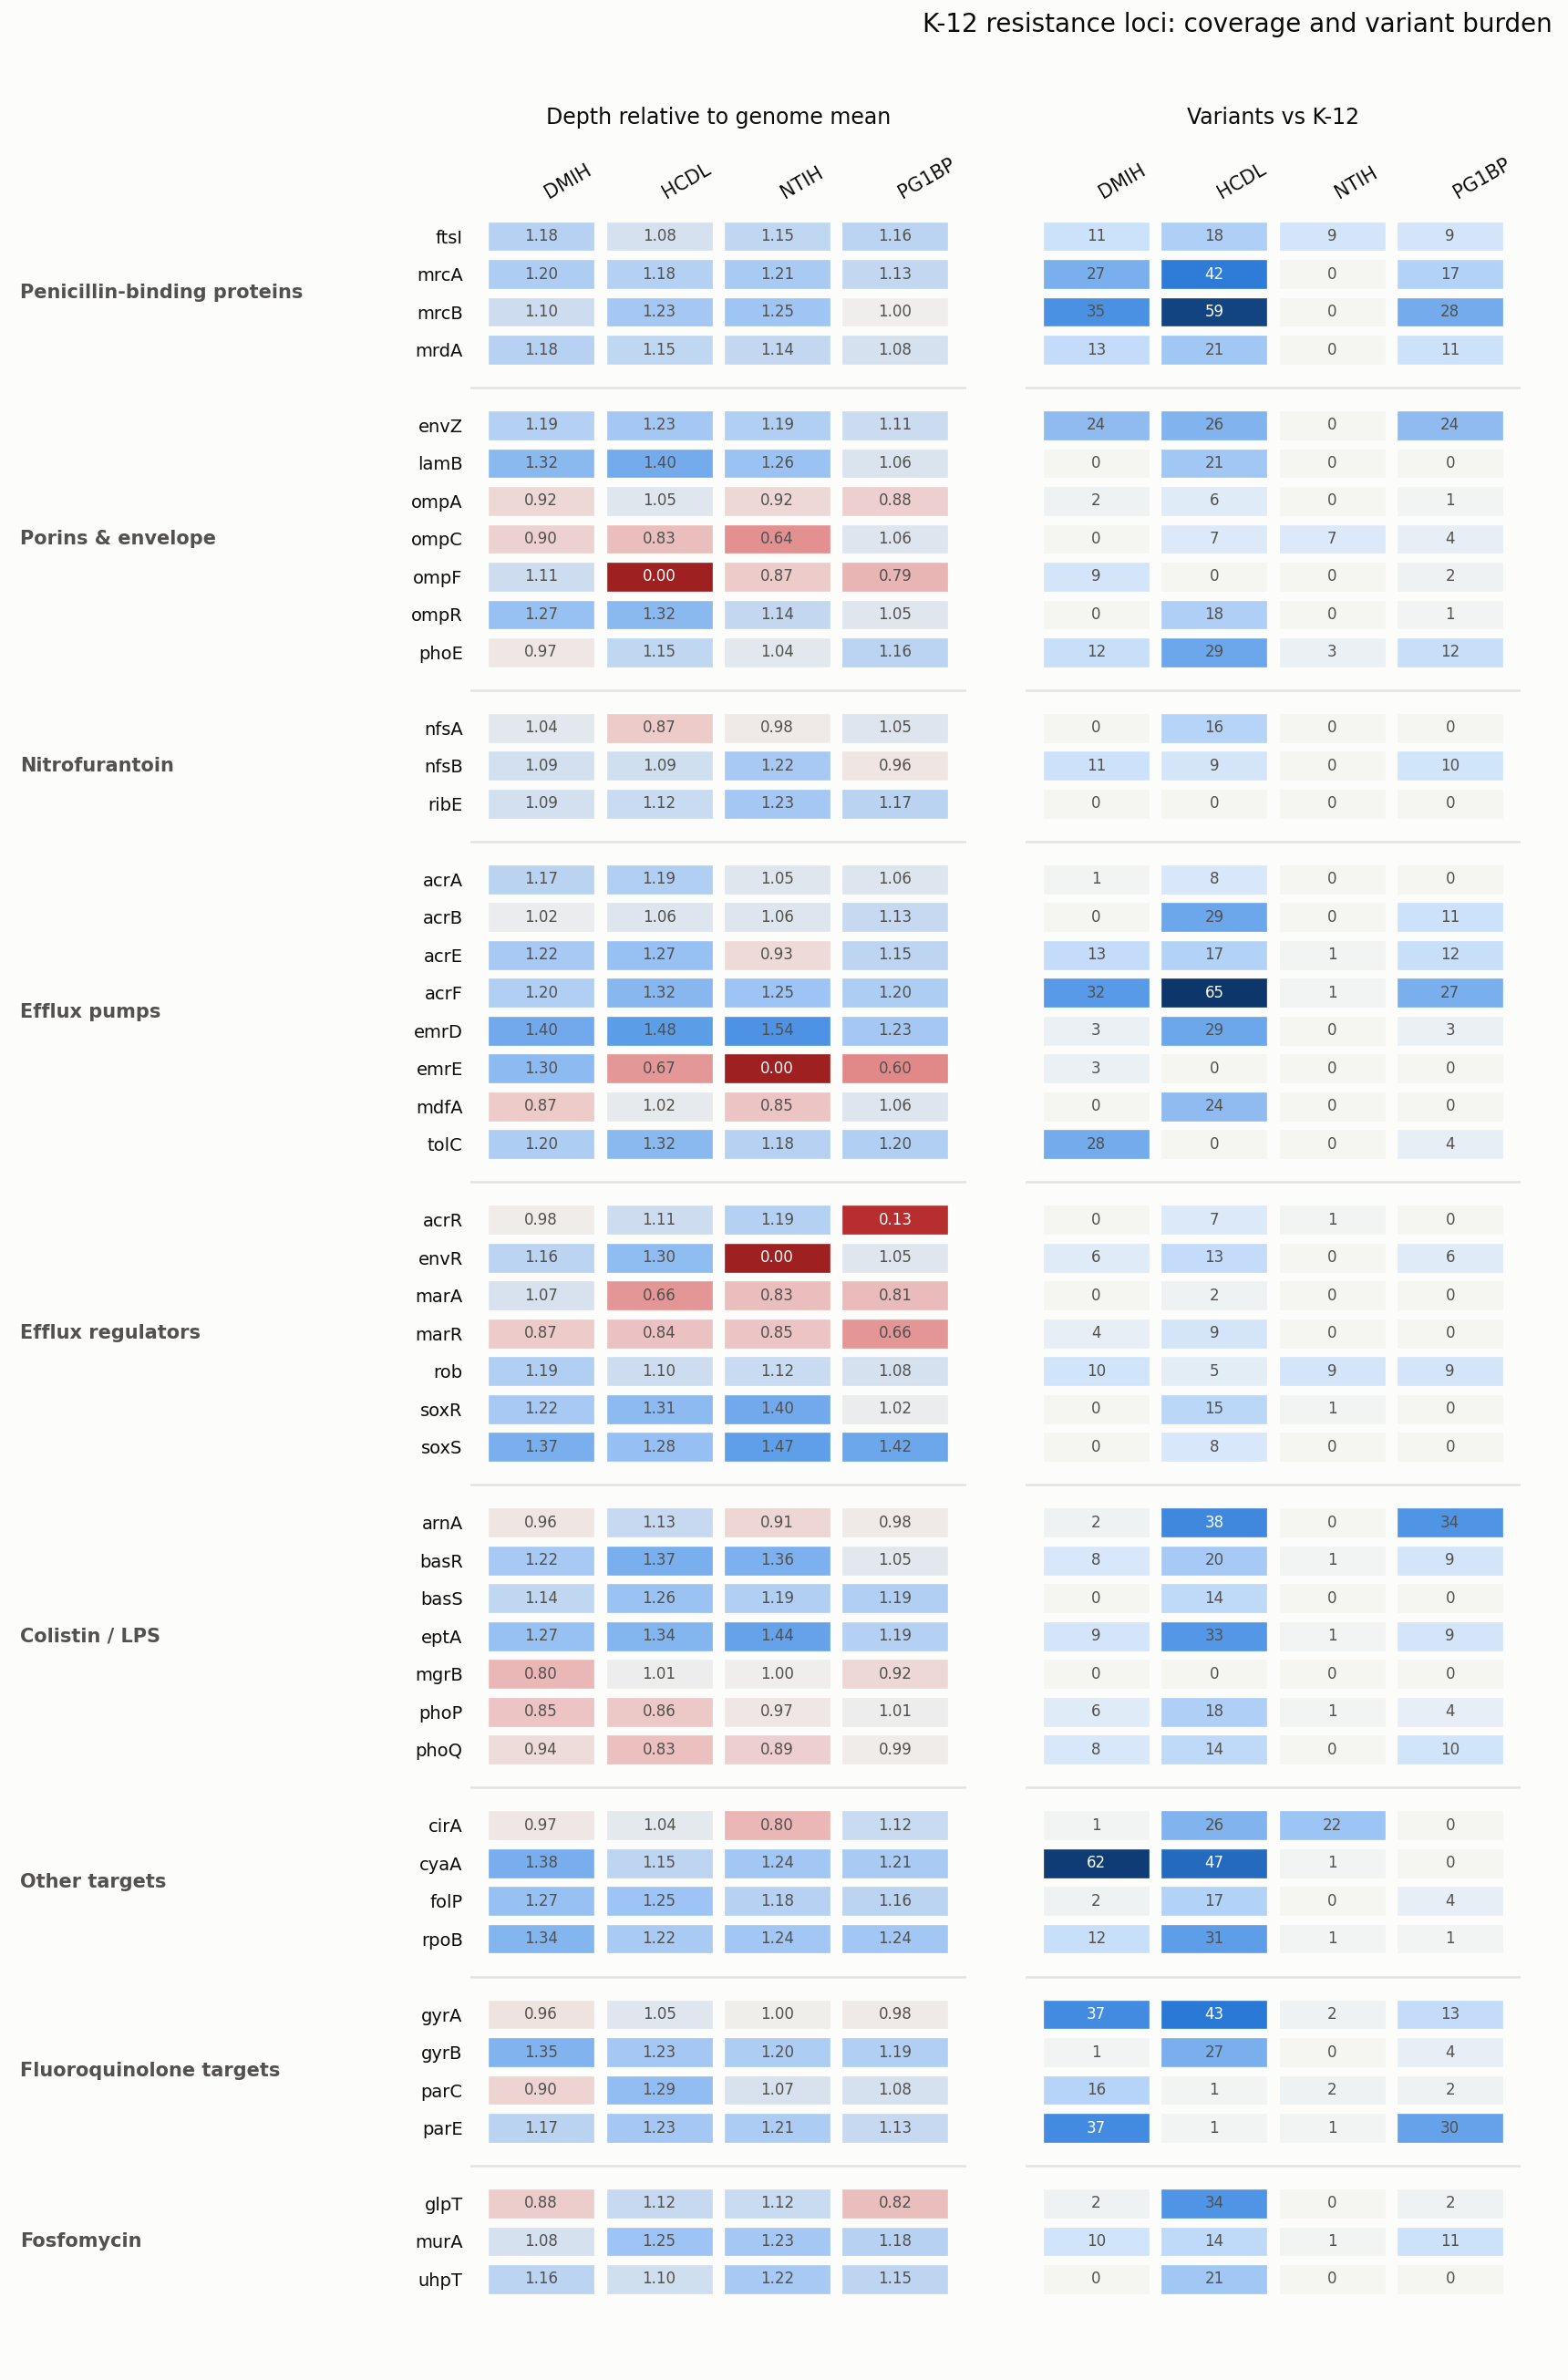 K-12 resistance loci: coverage and variant burden
Depth relative to genome mean Variants vs K-12
DMIH HCDL NTIH PG1BP DMIH HCDL NTIH PG1BP
Penicillin-binding proteins
ftsI 1.18 1.08 1.15 1.16 11 18 9 9
mrcA 1.20 1.18 1.21 1.13 27 42 0 17
mrcB 1.10 1.23 1.25 1.00 35 59 0 28
mrdA 1.18 1.15 1.14 1.08 13 21 0 11
Porins & envelope
envZ 1.19 1.23 1.19 1.11 24 26 0 24
lamB 1.32 1.40 1.26 1.06 0 21 0 0
ompA 0.92 1.05 0.92 0.88 2 6 0 1
ompC 0.90 0.83 0.64 1.06 0 7 7 4
ompF 1.11 0.00 0.87 0.79 9 0 0 2
ompR 1.27 1.32 1.14 1.05 0 18 0 1
phoE 0.97 1.15 1.04 1.16 12 29 3 12
Nitrofurantoin
nfsA 1.04 0.87 0.98 1.05 0 16 0 0
nfsB 1.09 1.09 1.22 0.96 11 9 0 10
ribE 1.09 1.12 1.23 1.17 0 0 0 0
Efflux pumps
acrA 1.17 1.19 1.05 1.06 1 8 0 0
acrB 1.02 1.06 1.06 1.13 0 29 0 11
acrE 1.22 1.27 0.93 1.15 13 17 1 12
acrF 1.20 1.32 1.25 1.20 32 65 1 27
emrD 1.40 1.48 1.54 1.23 3 29 0 3
emrE 1.30 0.67 0.00 0.60 3 0 0 0
mdfA 0.87 1.02 0.85 1.06 0 24 0 0
tolC 1.20 1.32 1.18 1.20 28 0 0 4
Efflux regulators
acrR 0.98 1.11 1.19 0.13 0 7 1 0
envR 1.16 1.30 0.00 1.05 6 13 0 6
marA 1.07 0.66 0.83 0.81 0 2 0 0
marR 0.87 0.84 0.85 0.66 4 9 0 0
rob 1.19 1.10 1.12 1.08 10 5 9 9
soxR 1.22 1.31 1.40 1.02 0 15 1 0
soxS 1.37 1.28 1.47 1.42 0 8 0 0
Colistin / LPS
arnA 0.96 1.13 0.91 0.98 2 38 0 34
basR 1.22 1.37 1.36 1.05 8 20 1 9
basS 1.14 1.26 1.19 1.19 0 14 0 0
eptA 1.27 1.34 1.44 1.19 9 33 1 9
mgrB 0.80 1.01 1.00 0.92 0 0 0 0
phoP 0.85 0.86 0.97 1.01 6 18 1 4
phoQ 0.94 0.83 0.89 0.99 8 14 0 10
Other targets
cirA 0.97 1.04 0.80 1.12 1 26 22 0
cyaA 1.38 1.15 1.24 1.21 62 47 1 0
folP 1.27 1.25 1.18 1.16 2 17 0 4
rpoB 1.34 1.22 1.24 1.24 12 31 1 1
Fluoroquinolone targets
gyrA 0.96 1.05 1.00 0.98 37 43 2 13
gyrB 1.35 1.23 1.20 1.19 1 27 0 4
parC 0.90 1.29 1.07 1.08 16 1 2 2
parE 1.17 1.23 1.21 1.13 37 1 1 30
Fosfomycin
glpT 0.88 1.12 1.12 0.82 2 34 0 2
murA 1.08 1.25 1.23 1.18 10 14 1 11
uhpT 1.16 1.10 1.22 1.15 0 21 0 0